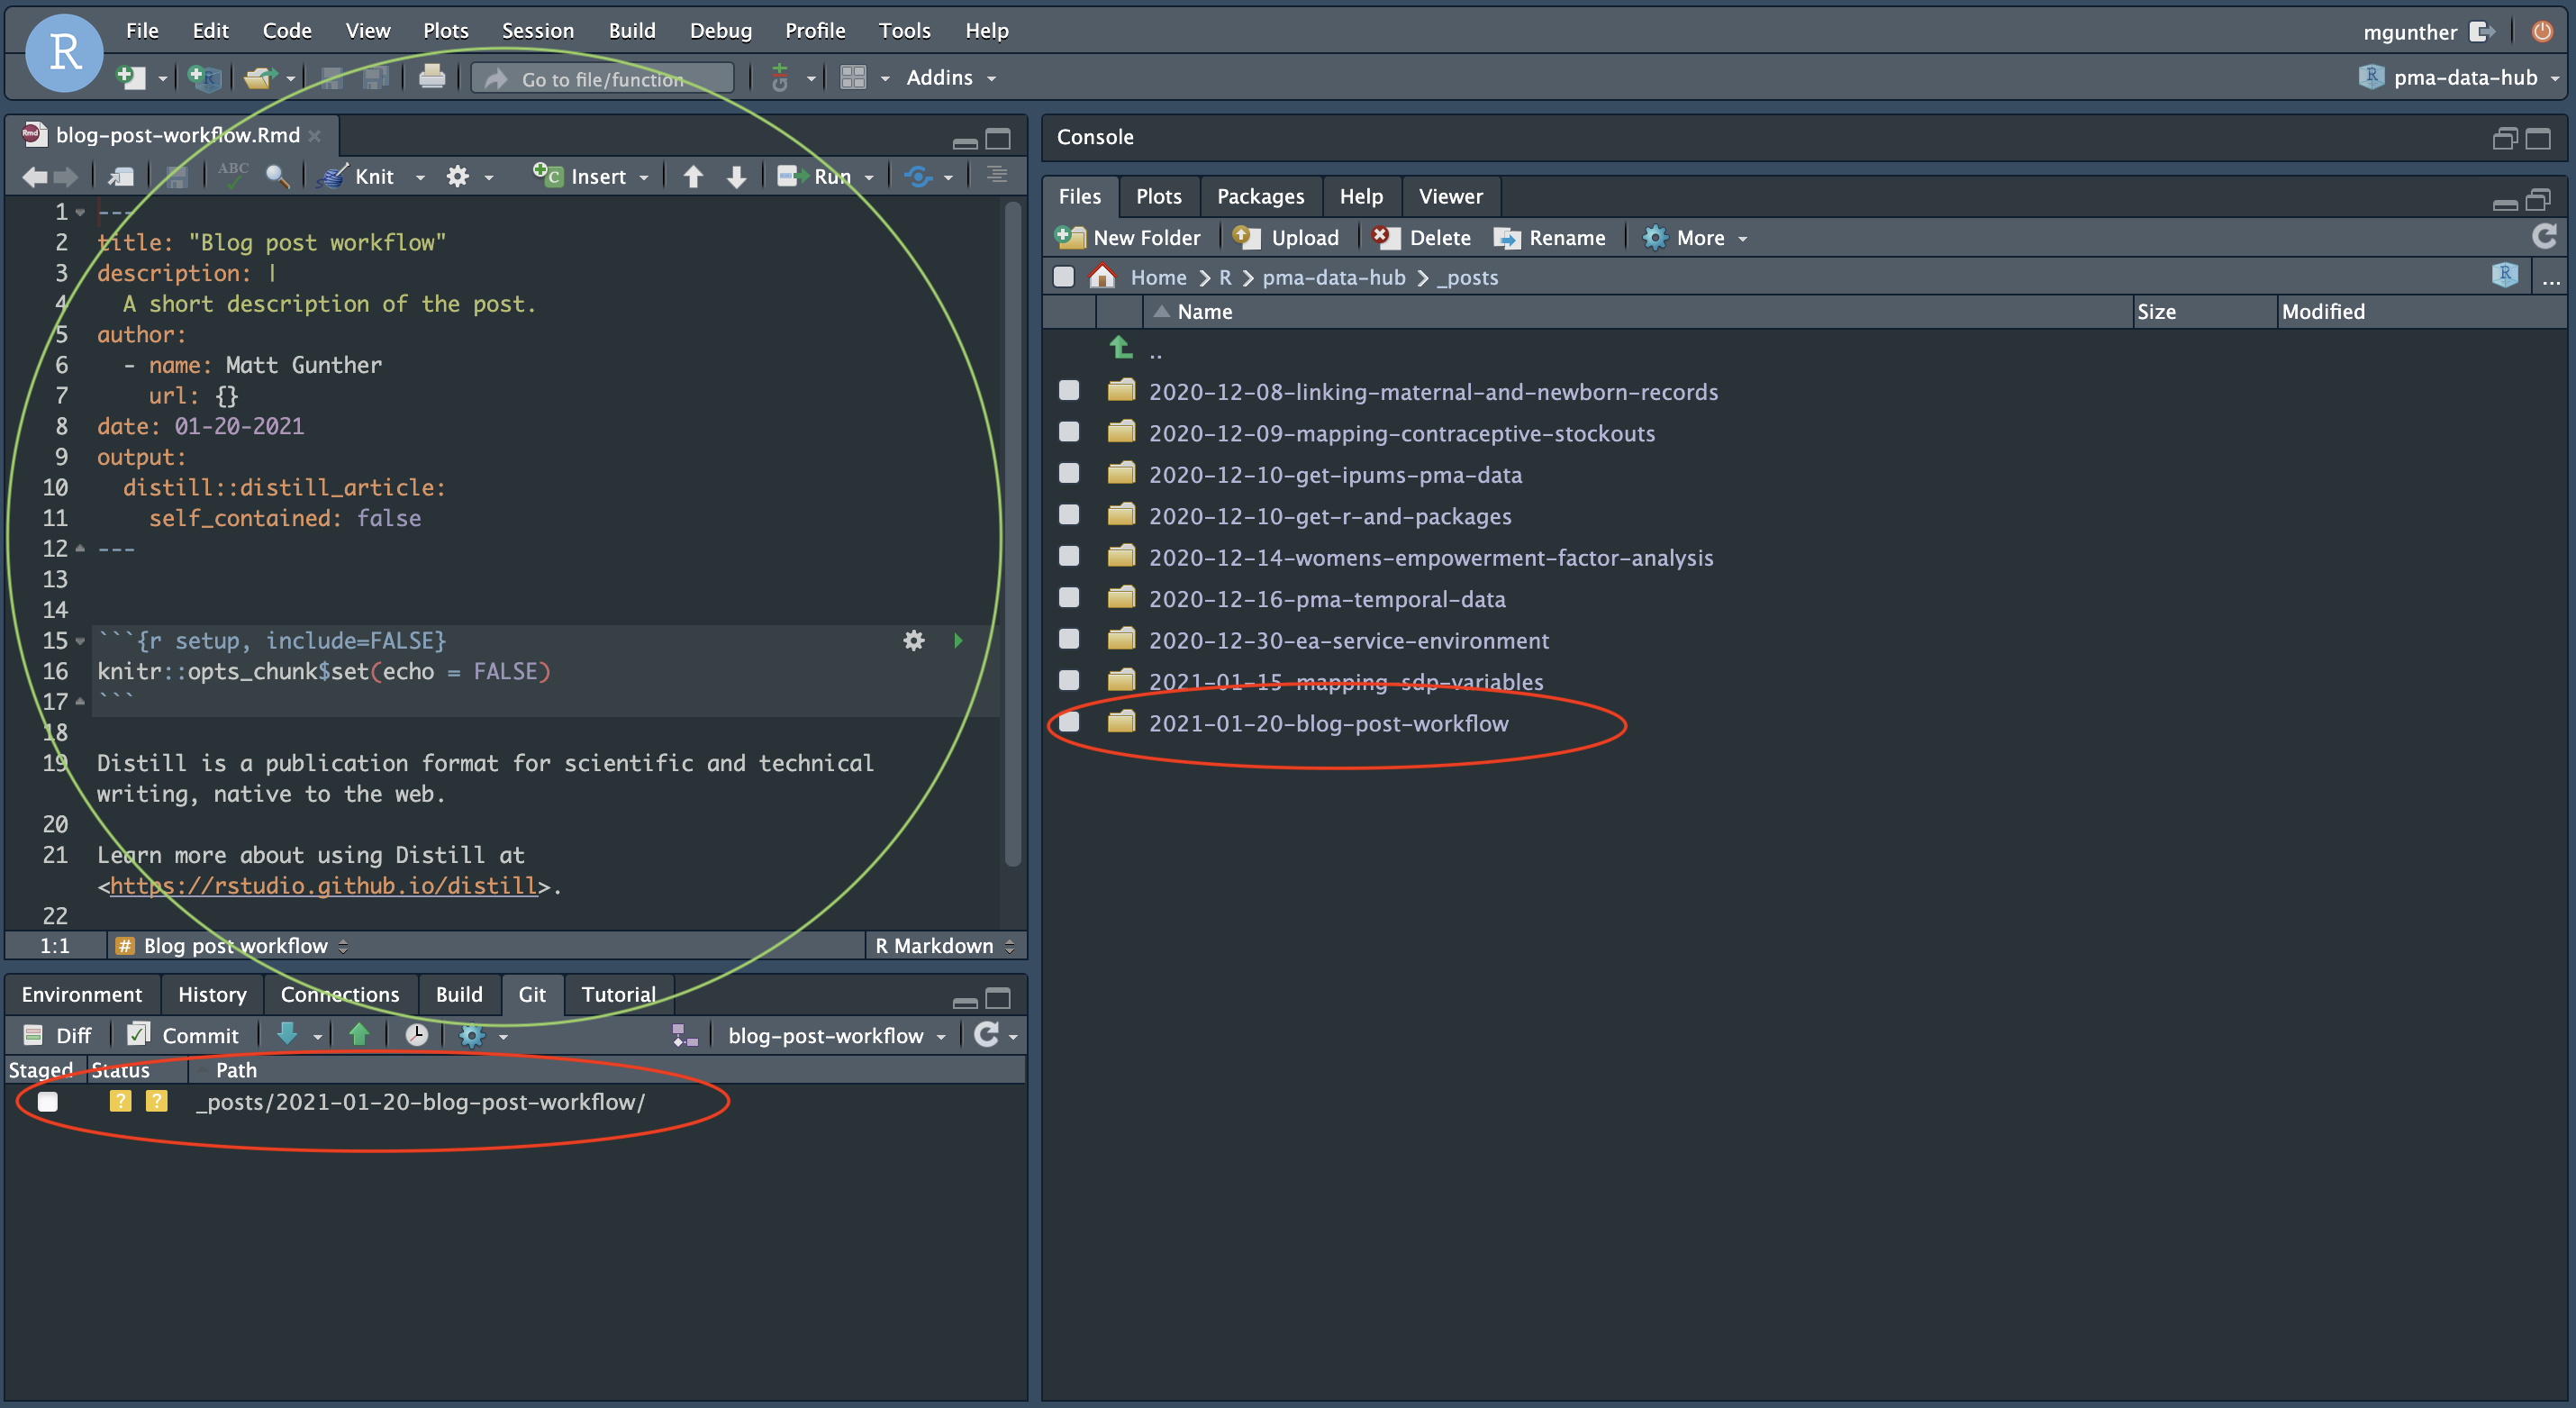 R File Edit Code View Plots Session Build Debug Profile Tools Help mgunther
Go to file/function Git Addins R pma-data-hub
Rmd blog-post-workflow.Rmd
ABC Knit C Insert Run
1 ---
2 title: "Blog post workflow"
3 description: |
4 A short description of the post.
5 author:
6 - name: Matt Gunther
7 url: {}
8 date: 01-20-2021
9 output:
10 distill::distill_article:
11 self_contained: false
12 ---
13
14
15 ```{r setup, include=FALSE}
16 knitr::opts_chunk$set(echo = FALSE)
17 ```
18
19 Distill is a publication format for scientific and technical
writing, native to the web.
20
21 Learn more about using Distill at
<https://rstudio.github.io/distill>.
22
1:1 # Blog post workflow R Markdown
Environment History Connections Build Git Tutorial
Diff Commit blog-post-workflow
Staged Status Path
? ? _posts/2021-01-20-blog-post-workflow/
Console
Files Plots Packages Help Viewer
New Folder Upload Delete Rename More
Home R pma-data-hub _posts R ...
Name Size Modified
..
2020-12-08-linking-maternal-and-newborn-records
2020-12-09-mapping-contraceptive-stockouts
2020-12-10-get-ipums-pma-data
2020-12-10-get-r-and-packages
2020-12-14-womens-empowerment-factor-analysis
2020-12-16-pma-temporal-data
2020-12-30-ea-service-environment
2021-01-15-mapping-sdp-variables
2021-01-20-blog-post-workflow